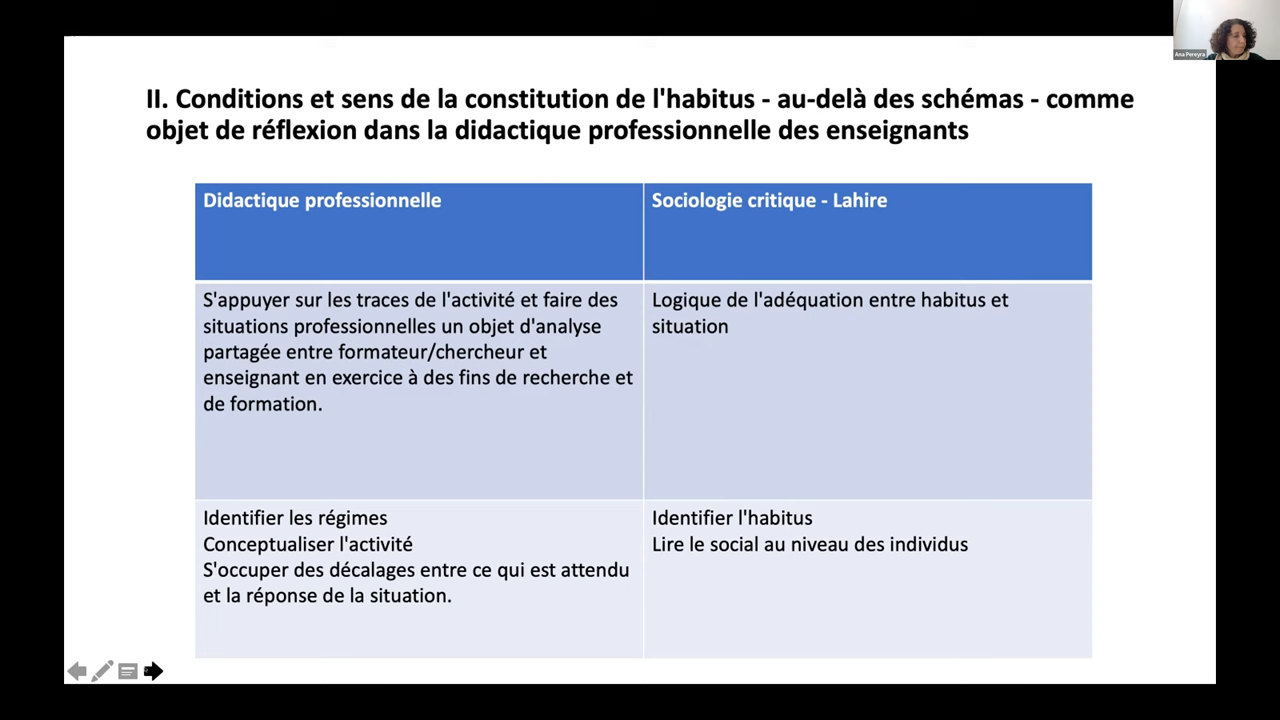 Ana Pereyra
II. Conditions et sens de la constitution de l'habitus - au-delà des schémas - comme
objet de réflexion dans la didactique professionnelle des enseignants
Didactique professionnelle
Sociologie critique - Lahire
S'appuyer sur les traces de l'activité et faire des
situations professionnelles un objet d'analyse
partagée entre formateur/chercheur et
enseignant en exercice à des fins de recherche et
de formation.
Logique de l'adéquation entre habitus et
situation
Identifier les régimes
Conceptualiser l'activité
S'occuper des décalages entre ce qui est attendu
et la réponse de la situation.
Identifier l'habitus
Lire le social au niveau des individus